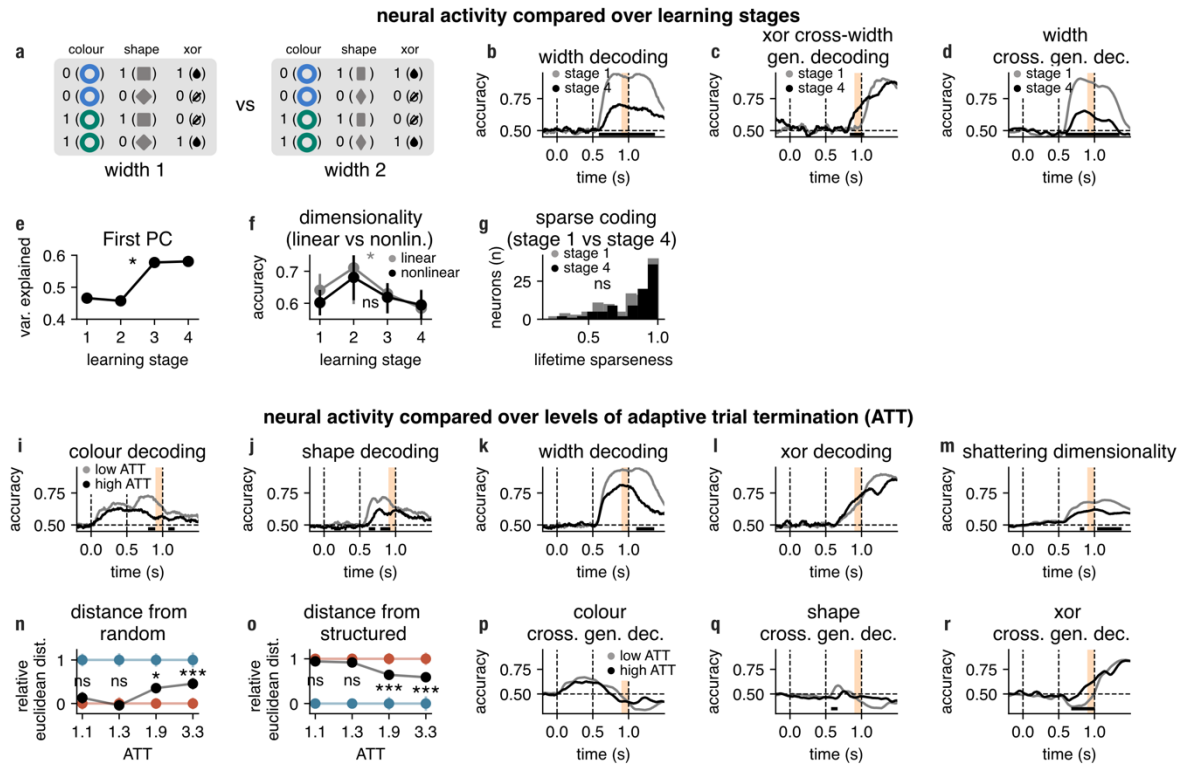 neural activity compared over learning stages
a
colour shape xor
0 ( ) 1 ( ) 1 ( )
0 ( ) 0 ( ) 0 ( )
1 ( ) 1 ( ) 0 ( )
1 ( ) 0 ( ) 1 ( )
width 1
vs
colour shape xor
0 ( ) 1 ( ) 1 ( )
0 ( ) 0 ( ) 0 ( )
1 ( ) 1 ( ) 0 ( )
1 ( ) 0 ( ) 1 ( )
width 2
b
width decoding
stage 1
stage 4
accuracy
0.75
0.50
0.0 0.5 1.0
time (s)
c
xor cross-width
gen. decoding
accuracy
0.75
0.50
0.0 0.5 1.0
time (s)
d
width
cross. gen. dec.
stage 1
stage 4
accuracy
0.75
0.50
0.0 0.5 1.0
time (s)
e
First PC
var. explained
0.6
0.5
0.4
*
1 2 3 4
learning stage
f
dimensionality
(linear vs nonlin.)
accuracy
0.7
0.6
*
linear
nonlinear
ns
1 2 3 4
learning stage
g
sparse coding
(stage 1 vs stage 4)
stage 1
stage 4
ns
neurons (n)
25
0
0.5 1.0
lifetime sparseness
neural activity compared over levels of adaptive trial termination (ATT)
i
colour decoding
low ATT
high ATT
accuracy
0.75
0.50
0.0 0.5 1.0
time (s)
j
shape decoding
accuracy
0.75
0.50
0.0 0.5 1.0
time (s)
k
width decoding
accuracy
0.75
0.50
0.0 0.5 1.0
time (s)
l
xor decoding
accuracy
0.75
0.50
0.0 0.5 1.0
time (s)
m
shattering dimensionality
accuracy
0.75
0.50
0.0 0.5 1.0
time (s)
n
distance from
random
relative
euclidean dist.
1
0
ns ns * ***
1.1 1.3 1.9 3.3
ATT
o
distance from
structured
relative
euclidean dist.
1
0
ns ns *** ***
1.1 1.3 1.9 3.3
ATT
p
colour
cross. gen. dec.
low ATT
high ATT
accuracy
0.75
0.50
0.0 0.5 1.0
time (s)
q
shape
cross. gen. dec.
accuracy
0.75
0.50
0.0 0.5 1.0
time (s)
r
xor
cross. gen. dec.
accuracy
0.75
0.50
0.0 0.5 1.0
time (s)